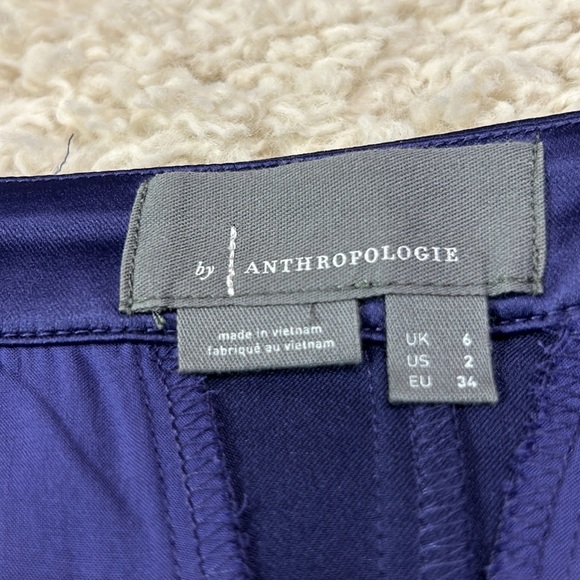 by ANTHROPOLOGIE
made in vietnam
fabriqué au vietnam
UK 6
US 2
EU 34